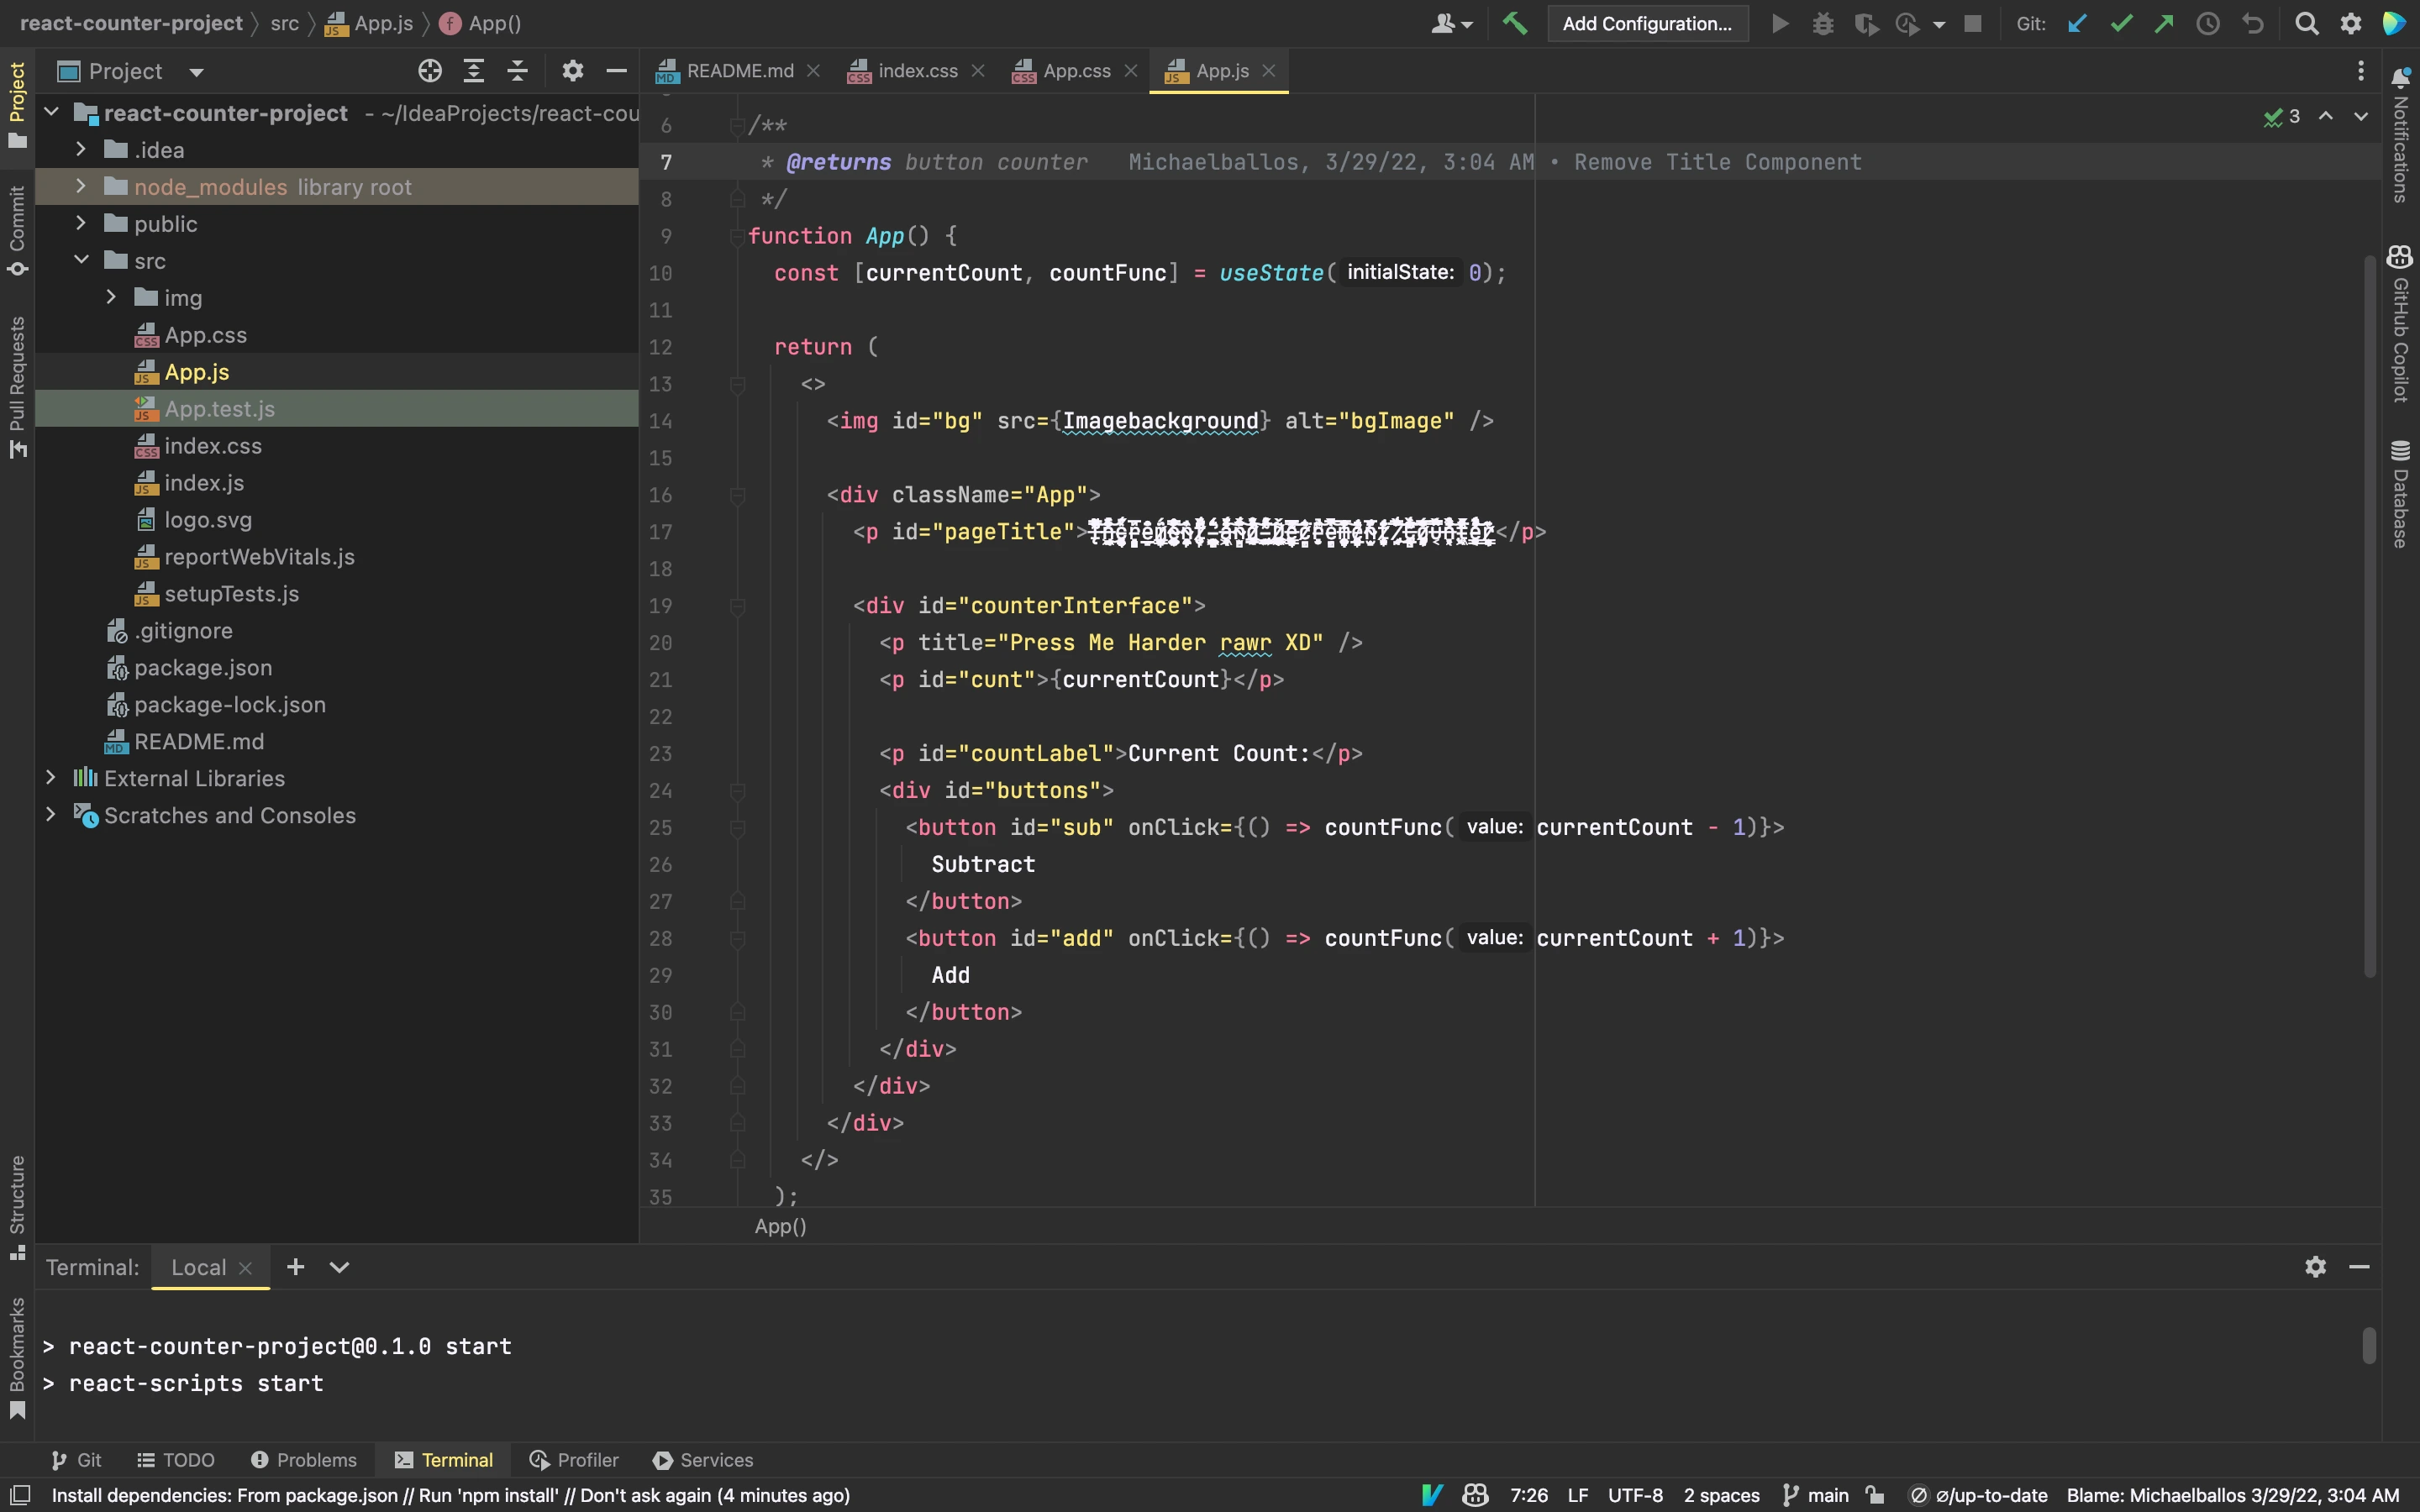 react-counter-project
src
App.js
App()
Add Configuration...
Git:
Project
README.md
index.css
App.css
App.js
react-counter-project - ~/IdeaProjects/react-cou
.idea
node_modules library root
public
src
img
App.css
App.js
App.test.js
index.css
index.js
logo.svg
reportWebVitals.js
setupTests.js
.gitignore
package.json
package-lock.json
README.md
External Libraries
Scratches and Consoles
Project
Commit
Pull Requests
Structure
Bookmarks
3
6 /**
7 * @returns button counter Michaelballos, 3/29/22, 3:04 AM • Remove Title Component
8 */
9 function App() {
10 const [currentCount, countFunc] = useState( initialState: 0);
11
12 return (
13 <>
14 <img id="bg" src={Imagebackground} alt="bgImage" />
15
16 <div className="App">
17 <p id="pageTitle">Increment and Decrement Counter</p>
18
19 <div id="counterInterface">
20 <p title="Press Me Harder rawr XD" />
21 <p id="cunt">{currentCount}</p>
22
23 <p id="countLabel">Current Count:</p>
24 <div id="buttons">
25 <button id="sub" onClick={() => countFunc( value: currentCount - 1)}>
26 Subtract
27 </button>
28 <button id="add" onClick={() => countFunc( value: currentCount + 1)}>
29 Add
30 </button>
31 </div>
32 </div>
33 </div>
34 </>
35 );
App()
Notifications
GitHub Copilot
Database
Terminal:
Local
> react-counter-project@0.1.0 start
> react-scripts start
Git
TODO
Problems
Terminal
Profiler
Services
Install dependencies: From package.json // Run 'npm install' // Don't ask again (4 minutes ago)
7:26
LF
UTF-8
2 spaces
main
⌀/up-to-date
Blame: Michaelballos 3/29/22, 3:04 AM